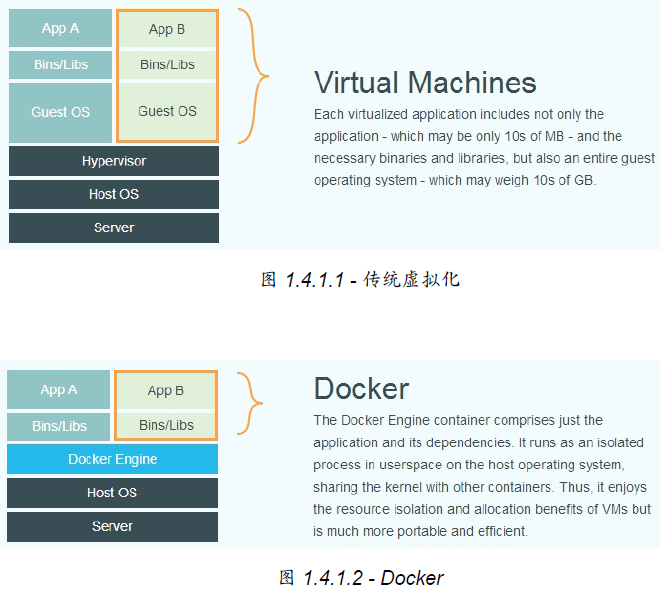 App A
App B
Bins/Libs
Bins/Libs
Guest OS
Guest OS
Hypervisor
Host OS
Server
Virtual Machines
Each virtualized application includes not only the
application - which may be only 10s of MB - and the
necessary binaries and libraries, but also an entire guest
operating system - which may weigh 10s of GB.
图 1.4.1.1 - 传统虚拟化
App A
App B
Bins/Libs
Bins/Libs
Docker Engine
Host OS
Server
Docker
The Docker Engine container comprises just the
application and its dependencies. It runs as an isolated
process in userspace on the host operating system,
sharing the kernel with other containers. Thus, it enjoys
the resource isolation and allocation benefits of VMs but
is much more portable and efficient.
图 1.4.1.2 - Docker